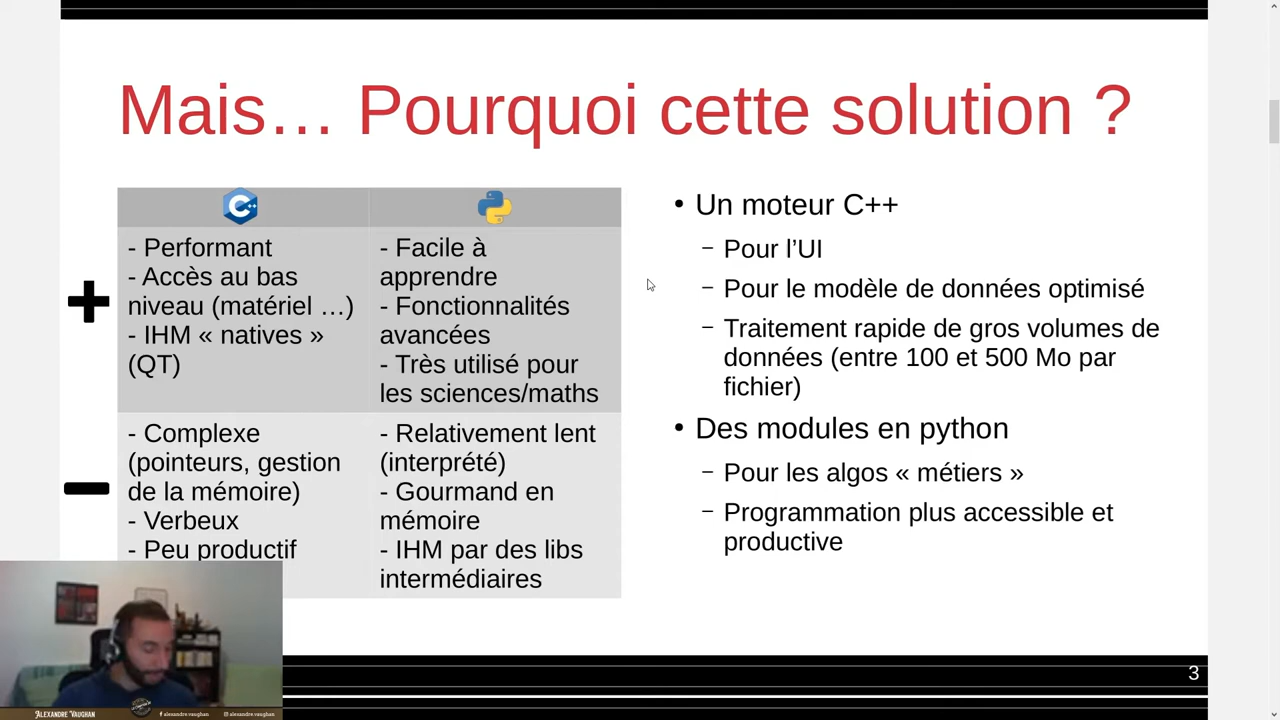 Mais… Pourquoi cette solution ?
- Performant
- Accès au bas
niveau (matériel …)
- IHM « natives »
(QT)
- Facile à
apprendre
- Fonctionnalités
avancées
- Très utilisé pour
les sciences/maths
- Complexe
(pointeurs, gestion
de la mémoire)
- Verbeux
- Peu productif
- Relativement lent
(interprété)
- Gourmand en
mémoire
- IHM par des libs
intermédiaires
• Un moteur C++
– Pour l’UI
– Pour le modèle de données optimisé
– Traitement rapide de gros volumes de
données (entre 100 et 500 Mo par
fichier)
• Des modules en python
– Pour les algos « métiers »
– Programmation plus accessible et
productive
3
Alexandre Vaughan
alexandre.vaughan
alexandre.vaughan